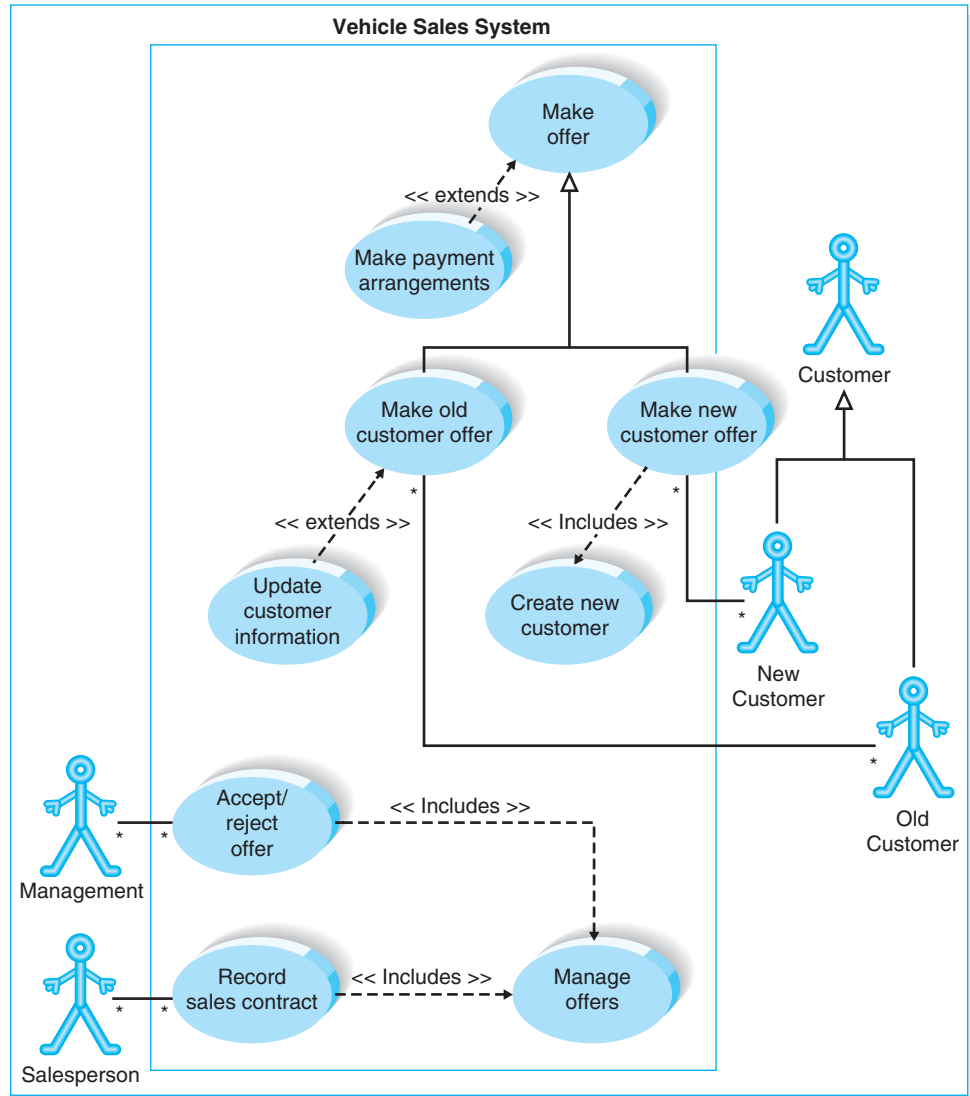 Vehicle Sales System
Make
offer
<< extends >>
Make payment
arrangements
Customer
Make old
customer offer
Make new
customer offer
*
*
<< extends >>
<< Includes >>
Update
customer
information
Create new
customer
*
New
Customer
*
Old
Customer
Accept/
reject
offer
<< Includes >>
*
*
Management
Record
sales contract
<< Includes >>
Manage
offers
*
*
Salesperson